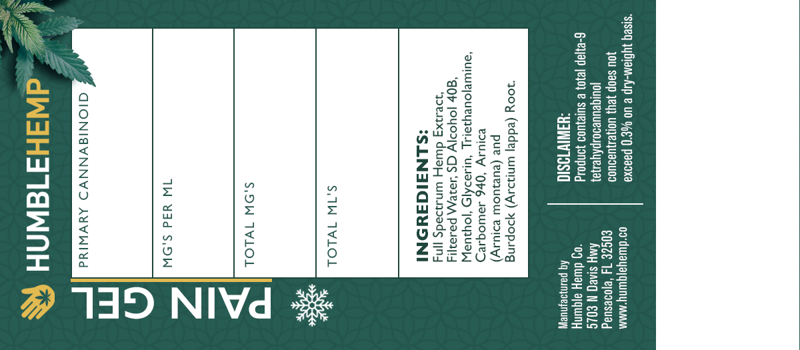 HUMBLEHEMP
PAIN GEL
PRIMARY CANNABINOID
MG'S PER ML
TOTAL MG'S
TOTAL ML'S
INGREDIENTS:
Full Spectrum Hemp Extract,
Filtered Water, SD Alcohol 40B,
Menthol, Glycerin, Triethanolamine,
Carbomer 940, Arnica
(Arnica montana) and
Burdock (Arctium lappa) Root.
DISCLAIMER:
Product contains a total delta-9
tetrahydrocannabinol
concentration that does not
exceed 0.3% on a dry-weight basis.
Manufactured by
Humble Hemp Co.
5703 N Davis Hwy
Pensacola, FL 32503
www.humblehemp.co